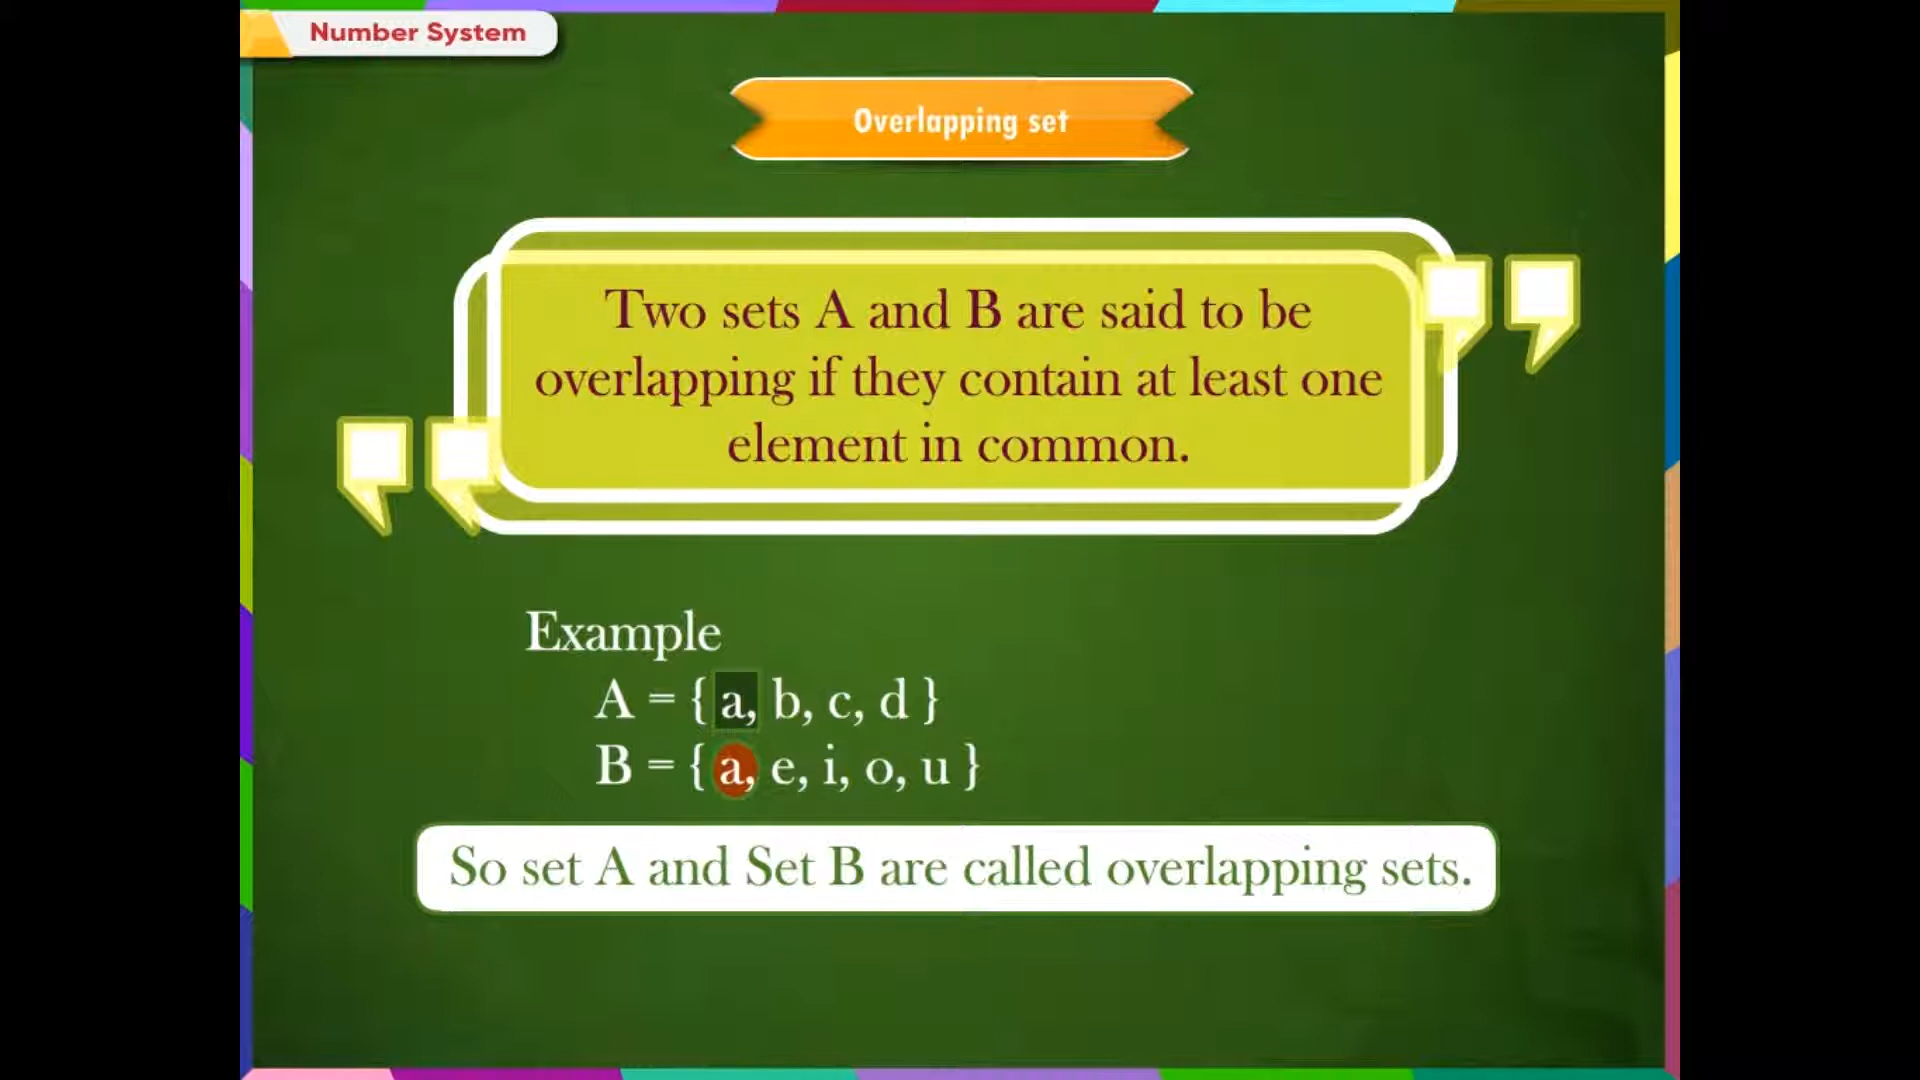 Number System
Overlapping set
Two sets A and B are said to be
overlapping if they contain at least one
element in common.
Example
A = { a, b, c, d }
B = { a, e, i, o, u }
So set A and Set B are called overlapping sets.